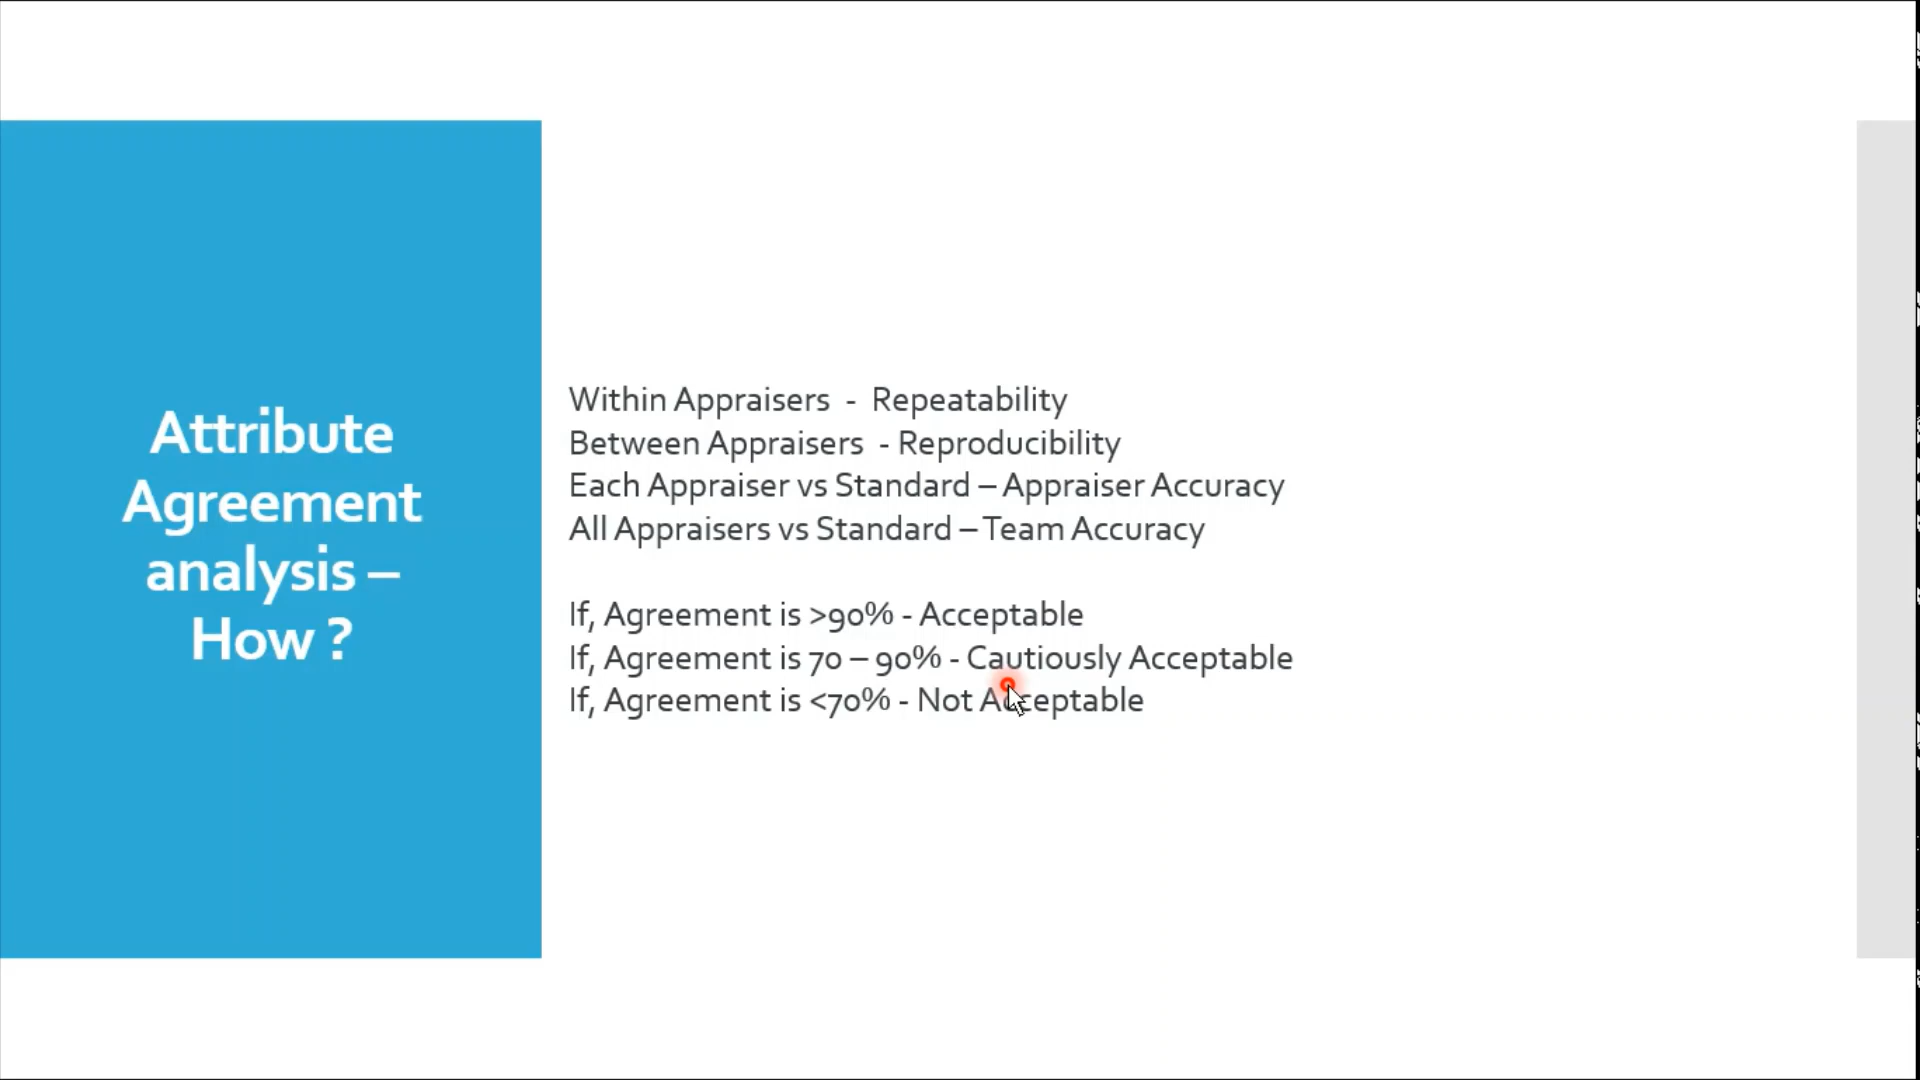 Attribute
Agreement
analysis –
How ?
Within Appraisers - Repeatability
Between Appraisers - Reproducibility
Each Appraiser vs Standard – Appraiser Accuracy
All Appraisers vs Standard – Team Accuracy
If, Agreement is >90% - Acceptable
If, Agreement is 70 – 90% - Cautiously Acceptable
If, Agreement is <70% - Not Acceptable